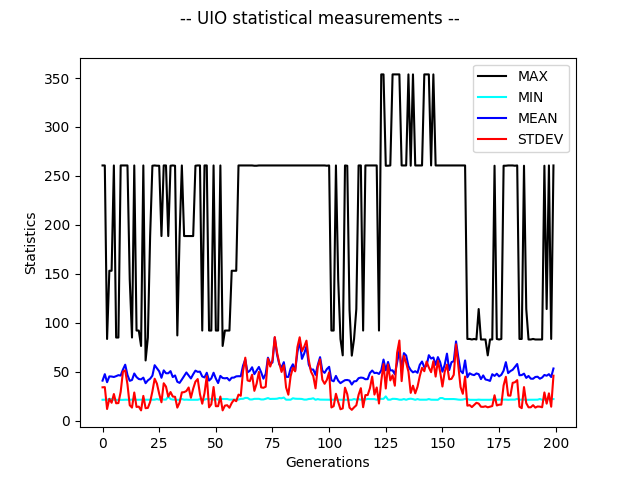 -- UIO statistical measurements --
350
300
250
200
150
100
50
0
Statistics
MAX
MIN
MEAN
STDEV
0 25 50 75 100 125 150 175 200
Generations